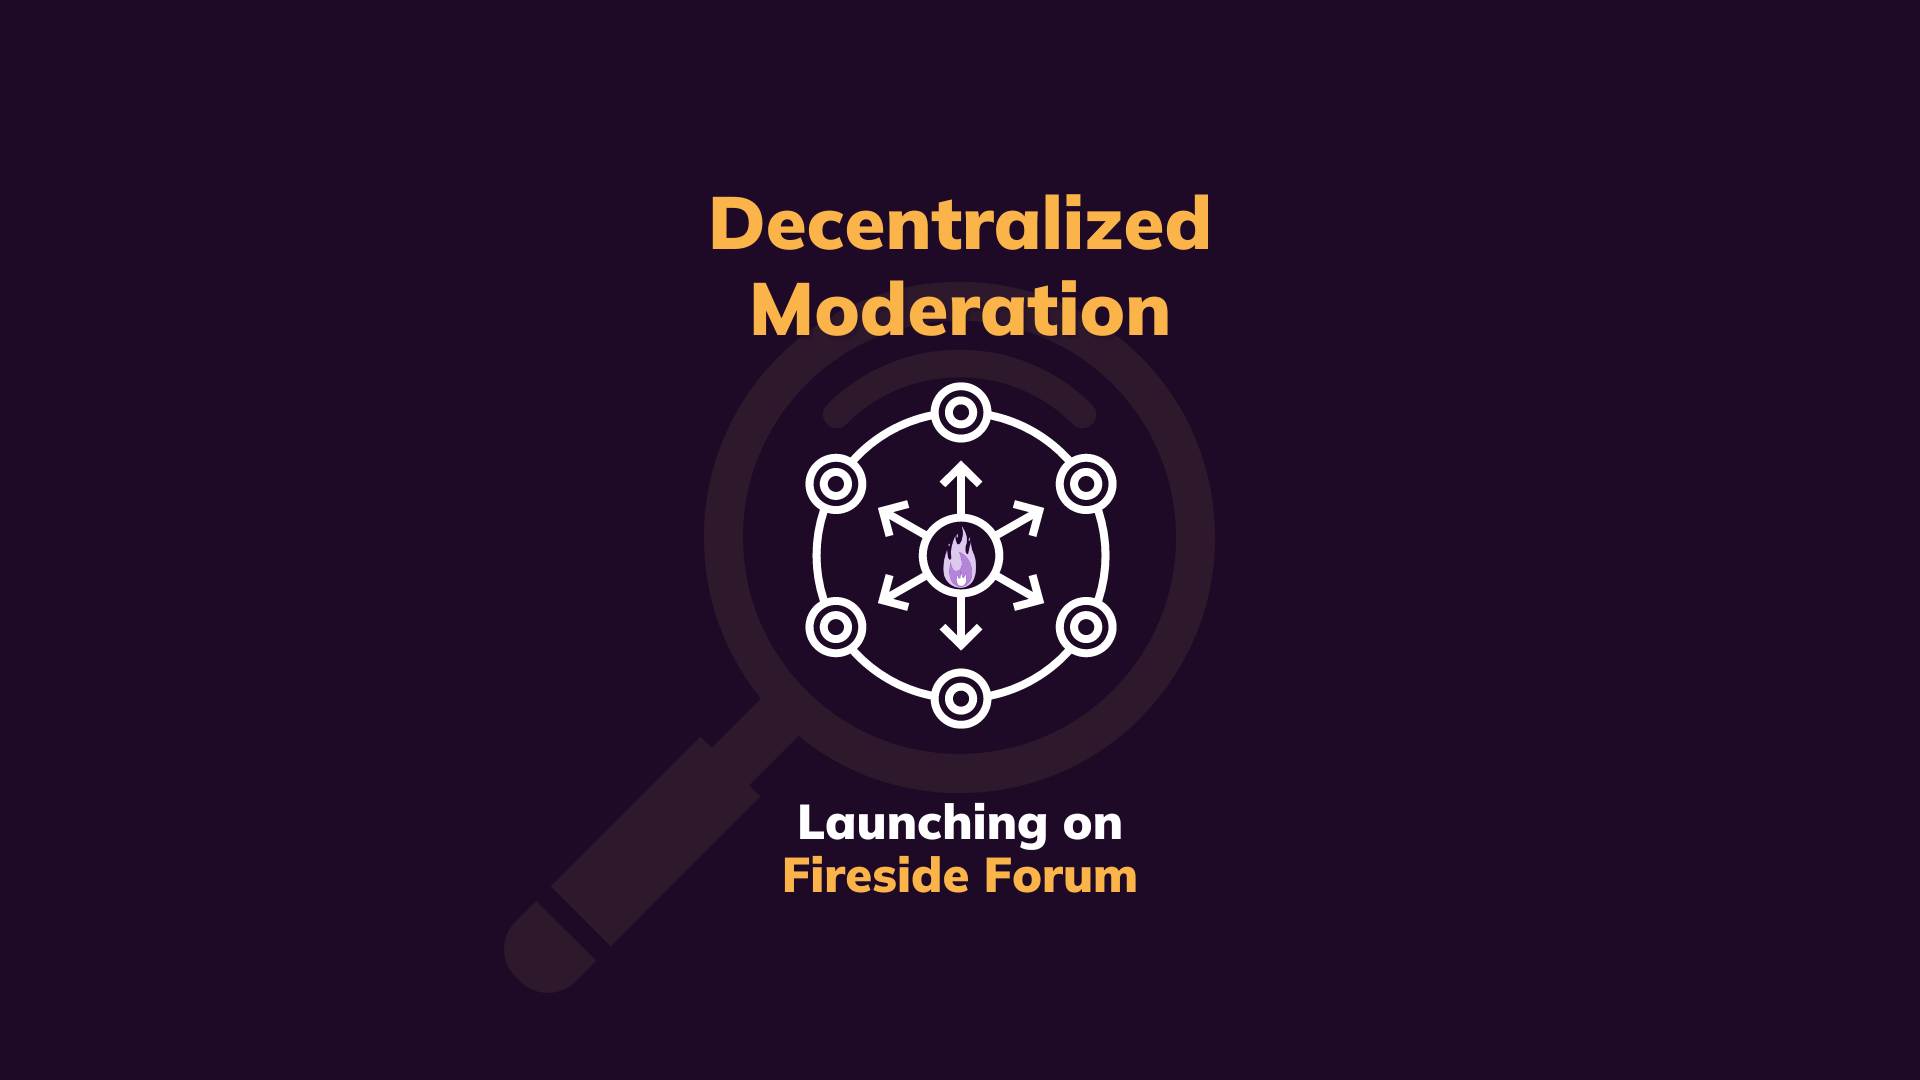 Decentralized
Moderation
Launching on
Fireside Forum